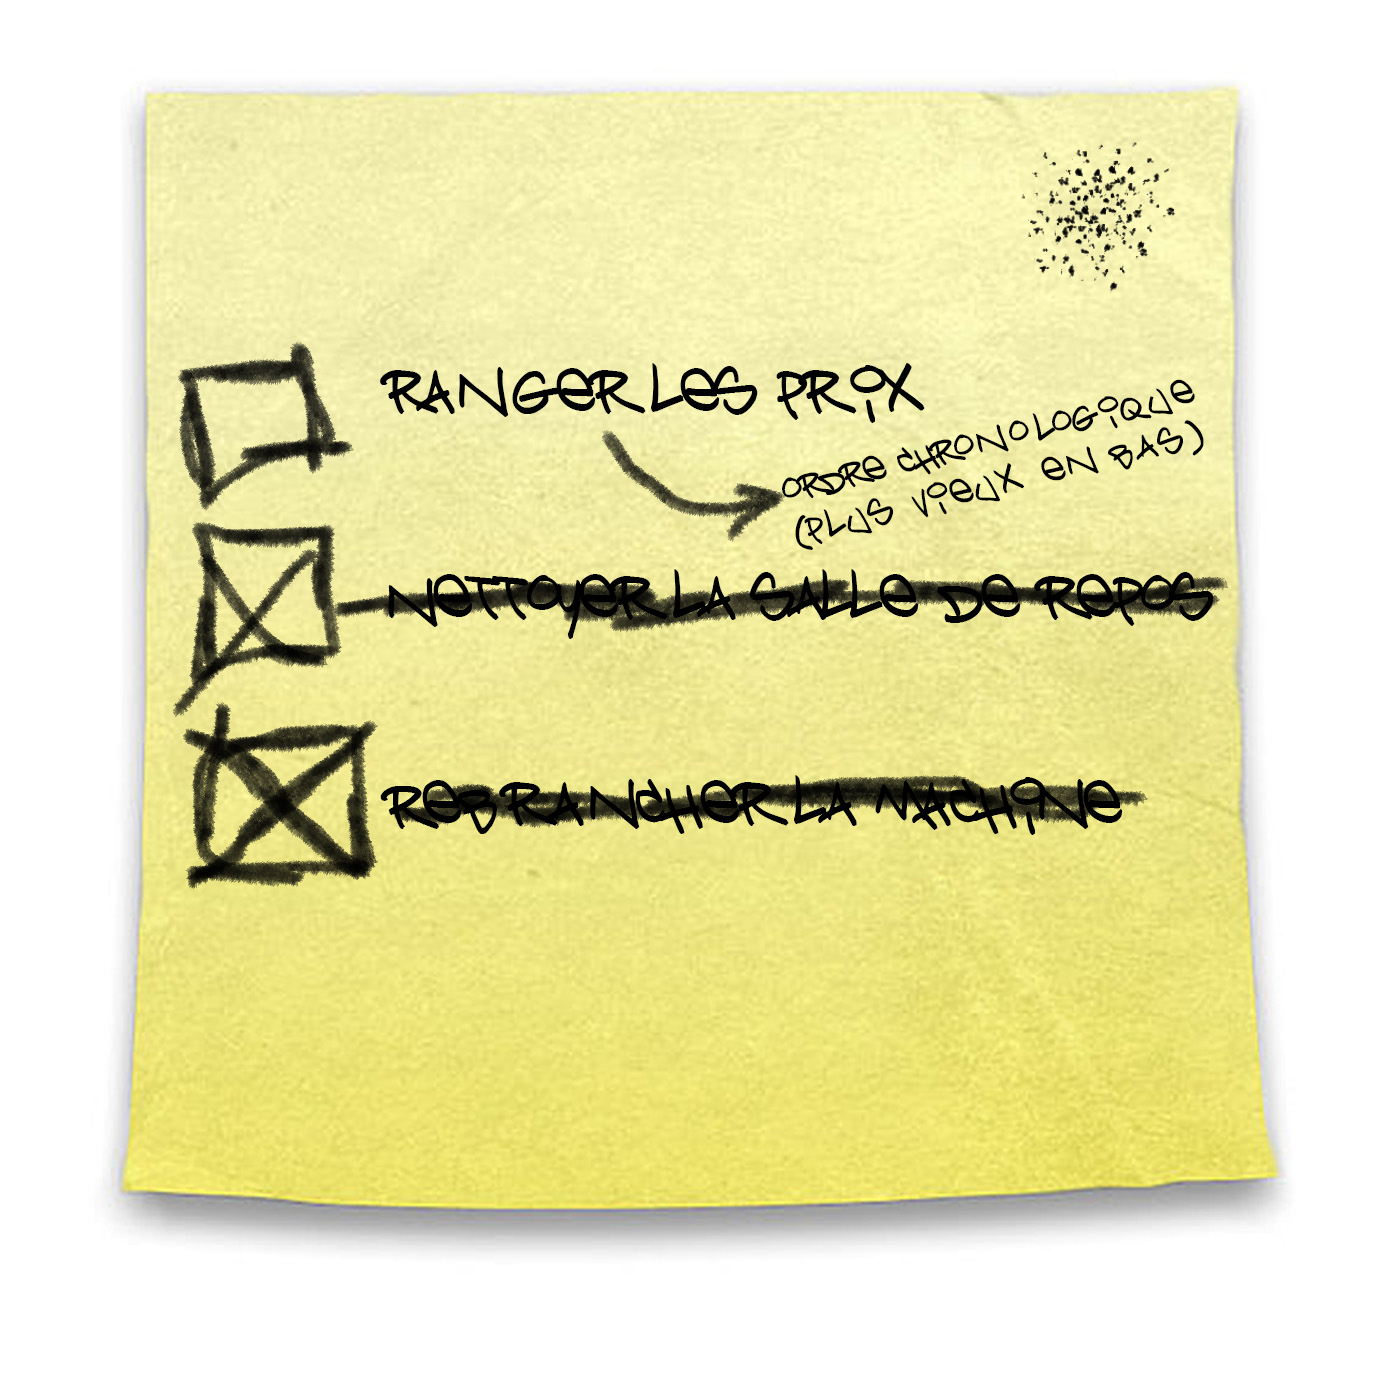 RANGER LES PRIX
ORDRE CHRONOLOGIQUE
(PLUS VIEUX EN BAS)
NETTOYER LA SALLE DE REPOS
REBRANCHER LA MACHINE